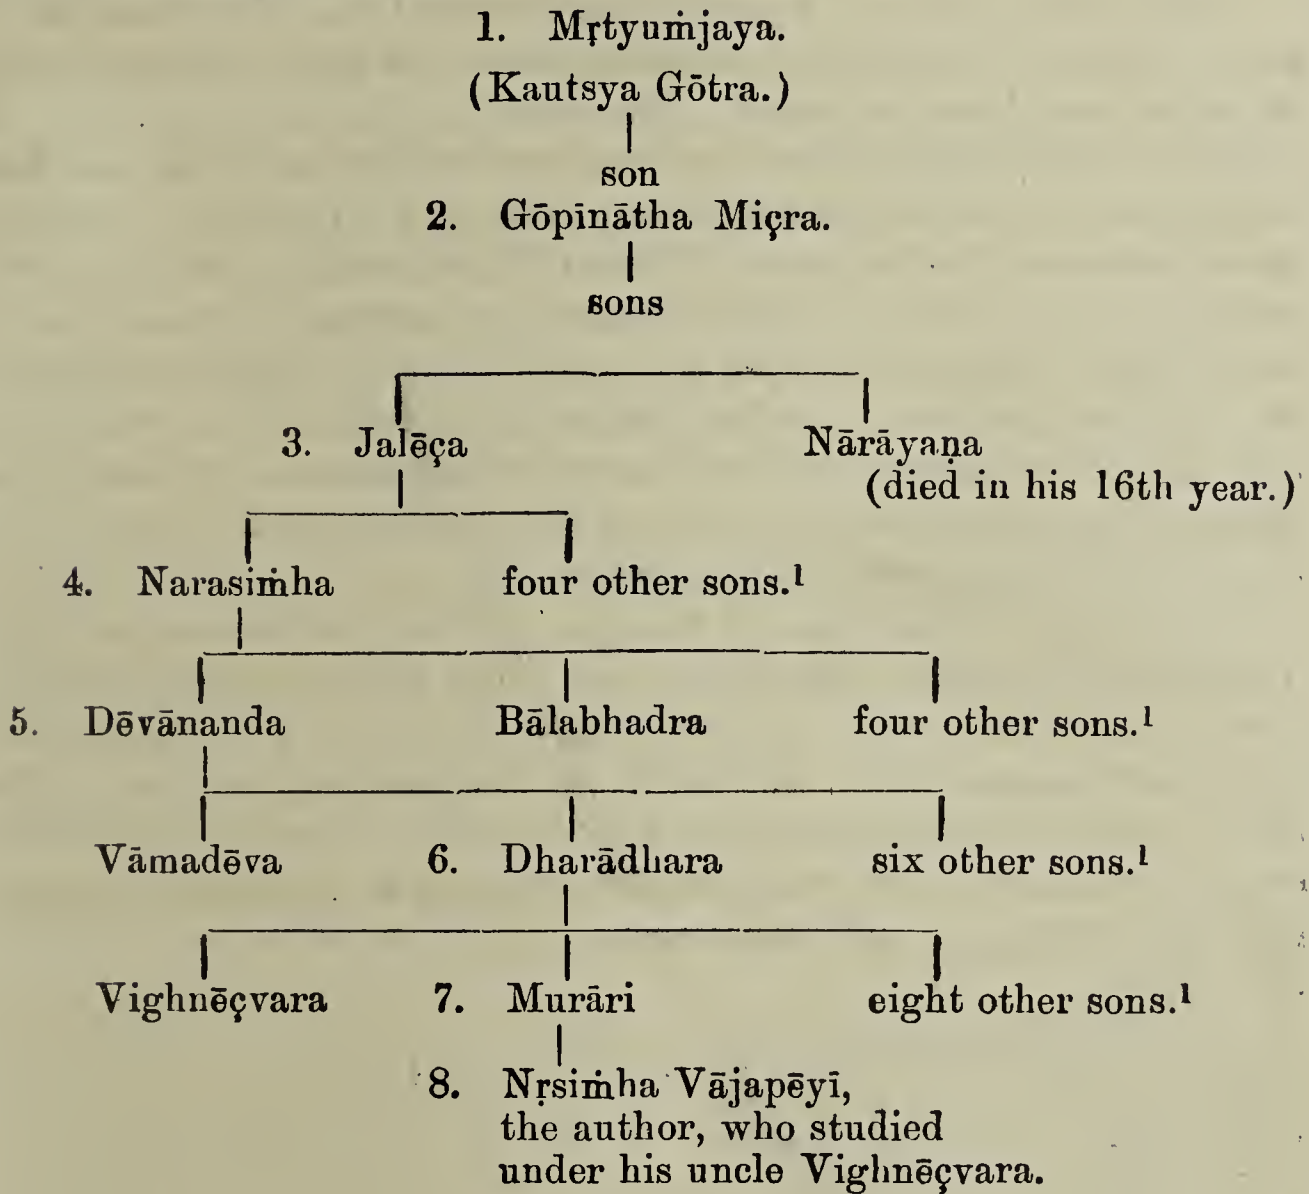 1. Mṛtyuṁjaya.
(Kautsya Gōtra.)
son
2. Gōpīnātha Miçra.
sons
3. Jalēça Nārāyaṇa
(died in his 16th year.)
4. Narasiṁha four other sons.¹
5. Dēvānanda Bālabhadra four other sons.¹
Vāmadēva 6. Dharādhara six other sons.¹
Vighnēçvara 7. Murāri eight other sons.¹
8. Nṛsiṁha Vājapēyī,
the author, who studied
under his uncle Vighnēçvara.